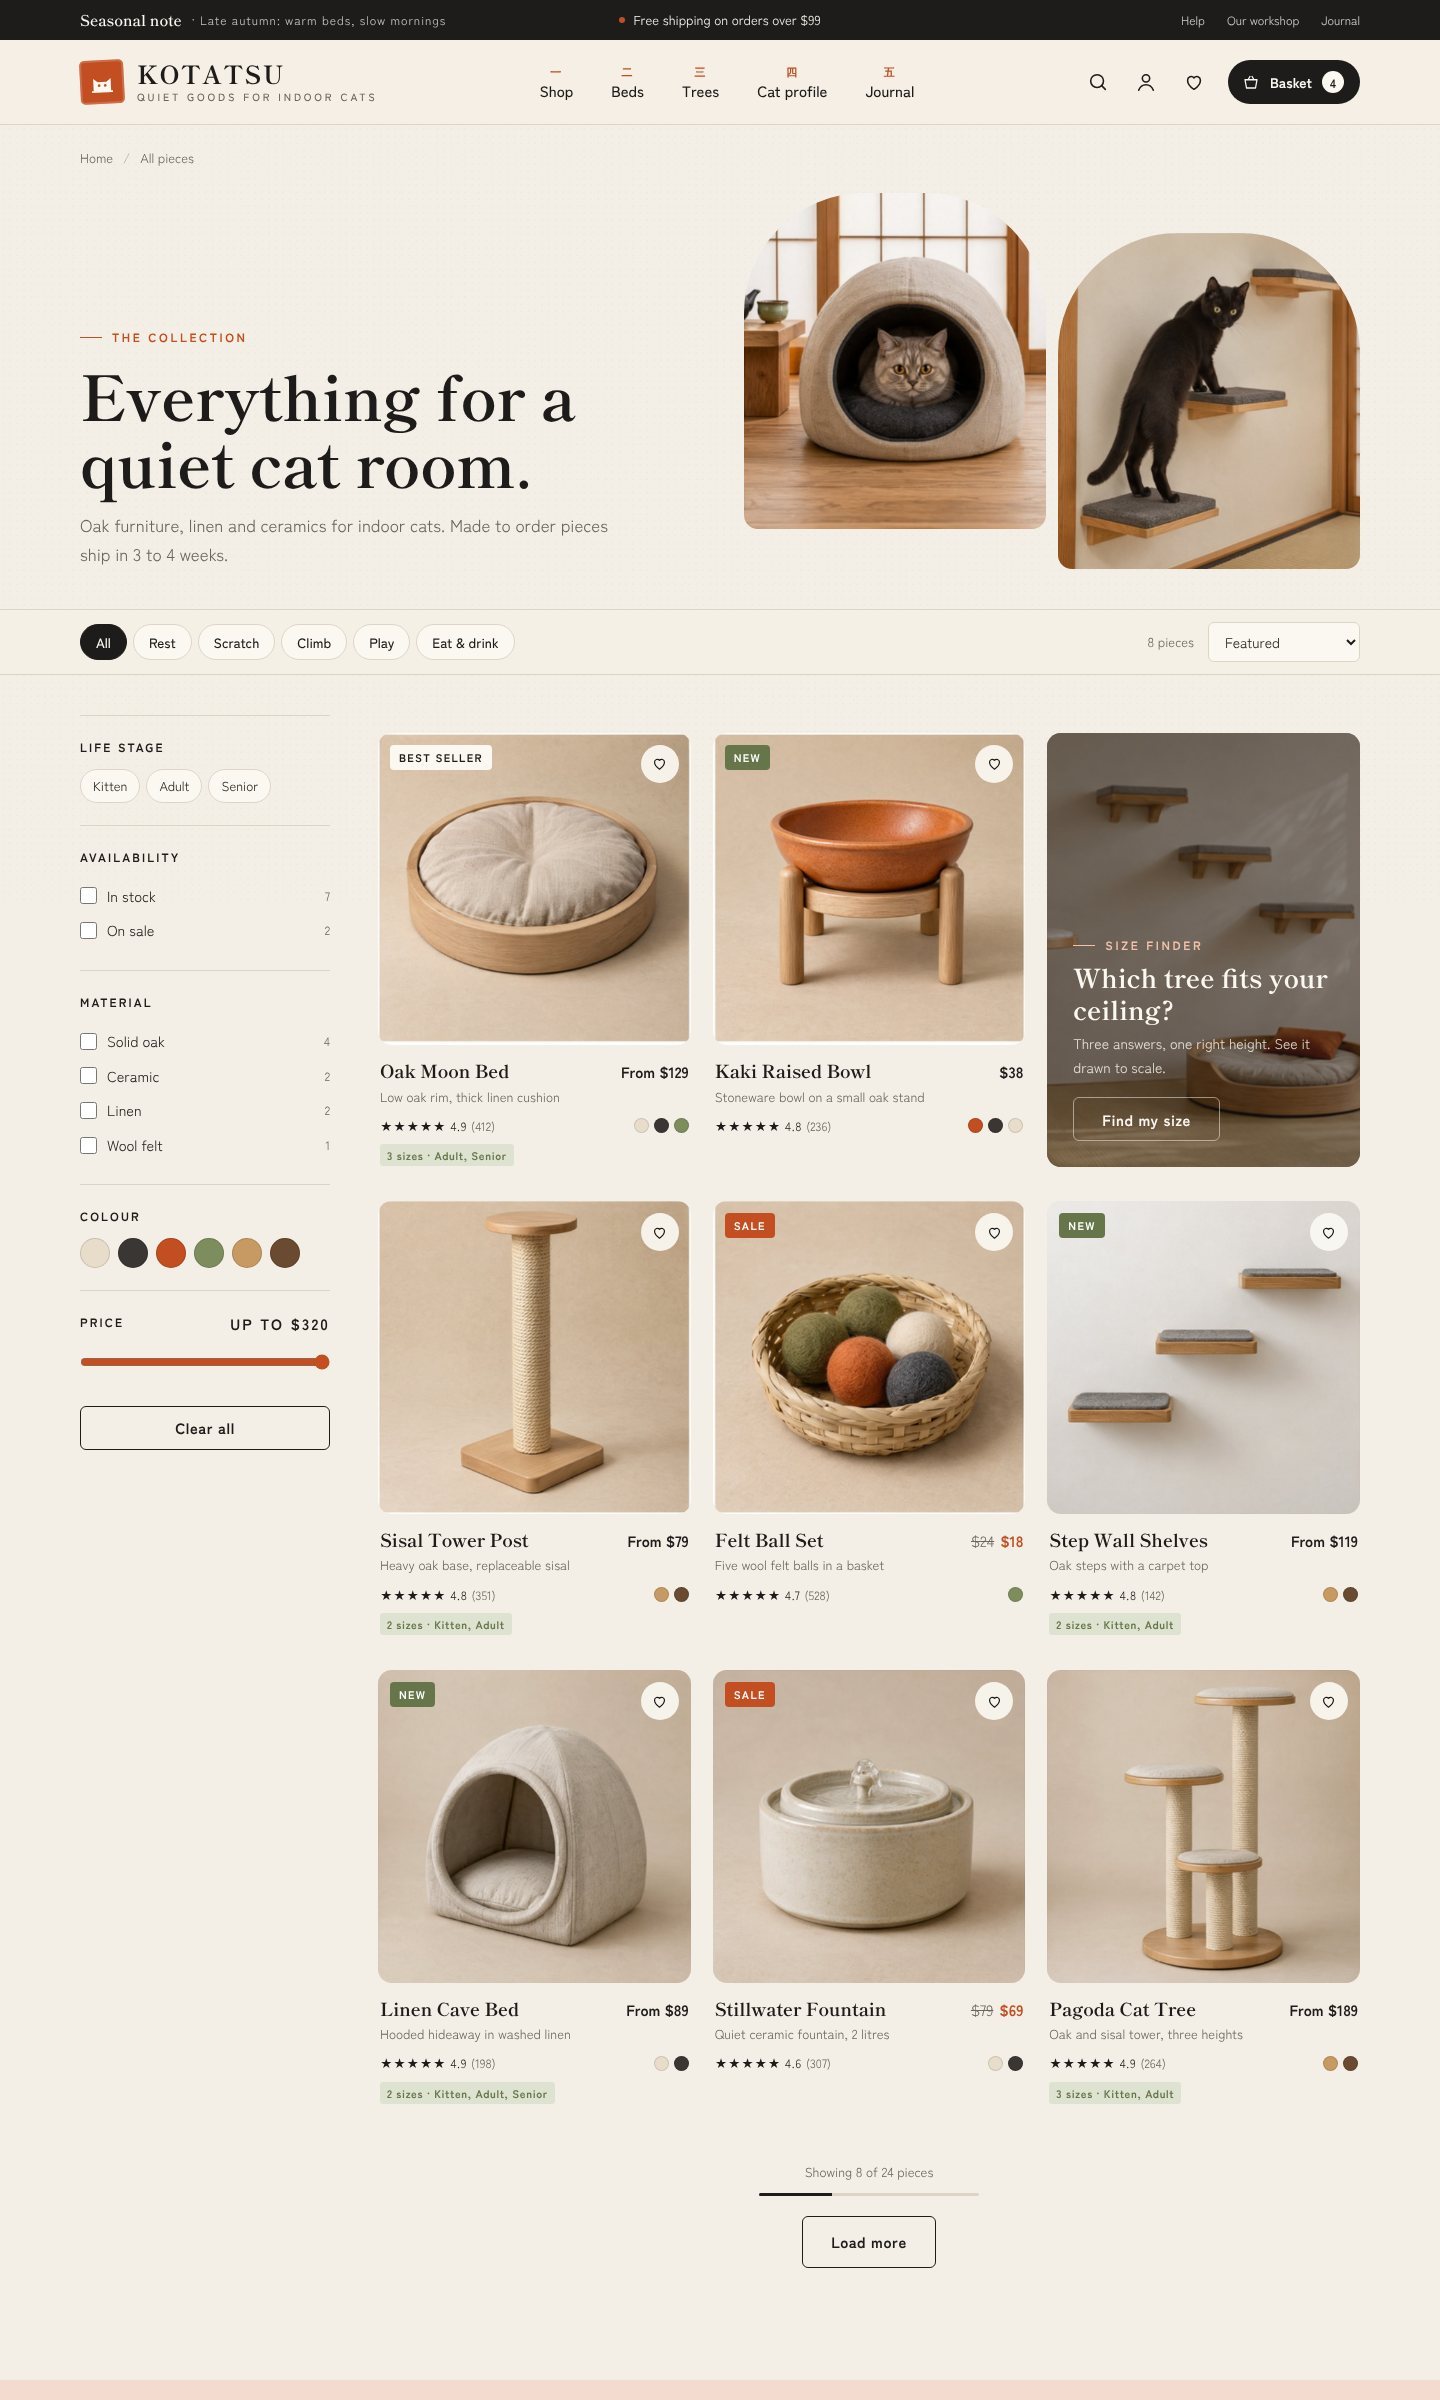 Seasonal note · Late autumn: warm beds, slow mornings
Free shipping on orders over $99
Help Our workshop Journal
KOTATSU
QUIET GOODS FOR INDOOR CATS
一 二 三 四 五
Shop Beds Trees Cat profile Journal
Basket 4
Home / All pieces
THE COLLECTION
Everything for a
quiet cat room.
Oak furniture, linen and ceramics for indoor cats. Made to order pieces
ship in 3 to 4 weeks.
All Rest Scratch Climb Play Eat & drink
8 pieces Featured
LIFE STAGE
Kitten Adult Senior
AVAILABILITY
In stock 7
On sale 2
MATERIAL
Solid oak 4
Ceramic 2
Linen 2
Wool felt 1
COLOUR
PRICE UP TO $320
Clear all
BEST SELLER
Oak Moon Bed From $129
Low oak rim, thick linen cushion
★★★★★ 4.9 (412)
3 sizes · Adult, Senior
NEW
Kaki Raised Bowl $38
Stoneware bowl on a small oak stand
★★★★★ 4.8 (236)
SIZE FINDER
Which tree fits your
ceiling?
Three answers, one right height. See it
drawn to scale.
Find my size
Sisal Tower Post From $79
Heavy oak base, replaceable sisal
★★★★★ 4.8 (351)
2 sizes · Kitten, Adult
SALE
Felt Ball Set $24 $18
Five wool felt balls in a basket
★★★★★ 4.7 (528)
NEW
Step Wall Shelves From $119
Oak steps with a carpet top
★★★★★ 4.8 (142)
2 sizes · Kitten, Adult
NEW
Linen Cave Bed From $89
Hooded hideaway in washed linen
★★★★★ 4.9 (198)
2 sizes · Kitten, Adult, Senior
SALE
Stillwater Fountain $79 $69
Quiet ceramic fountain, 2 litres
★★★★★ 4.6 (307)
Pagoda Cat Tree From $189
Oak and sisal tower, three heights
★★★★★ 4.9 (264)
3 sizes · Kitten, Adult
Showing 8 of 24 pieces
Load more